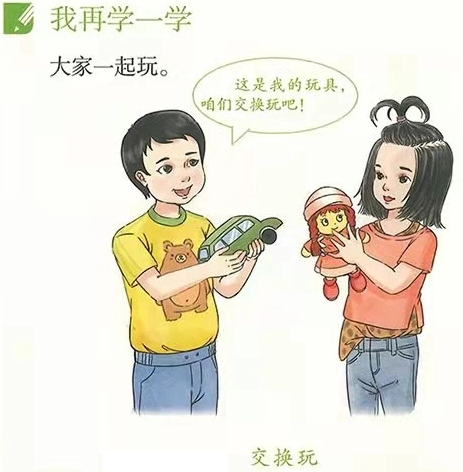 我再学一学
大家一起玩。
这是我的玩具，
咱们交换玩吧！
交换玩